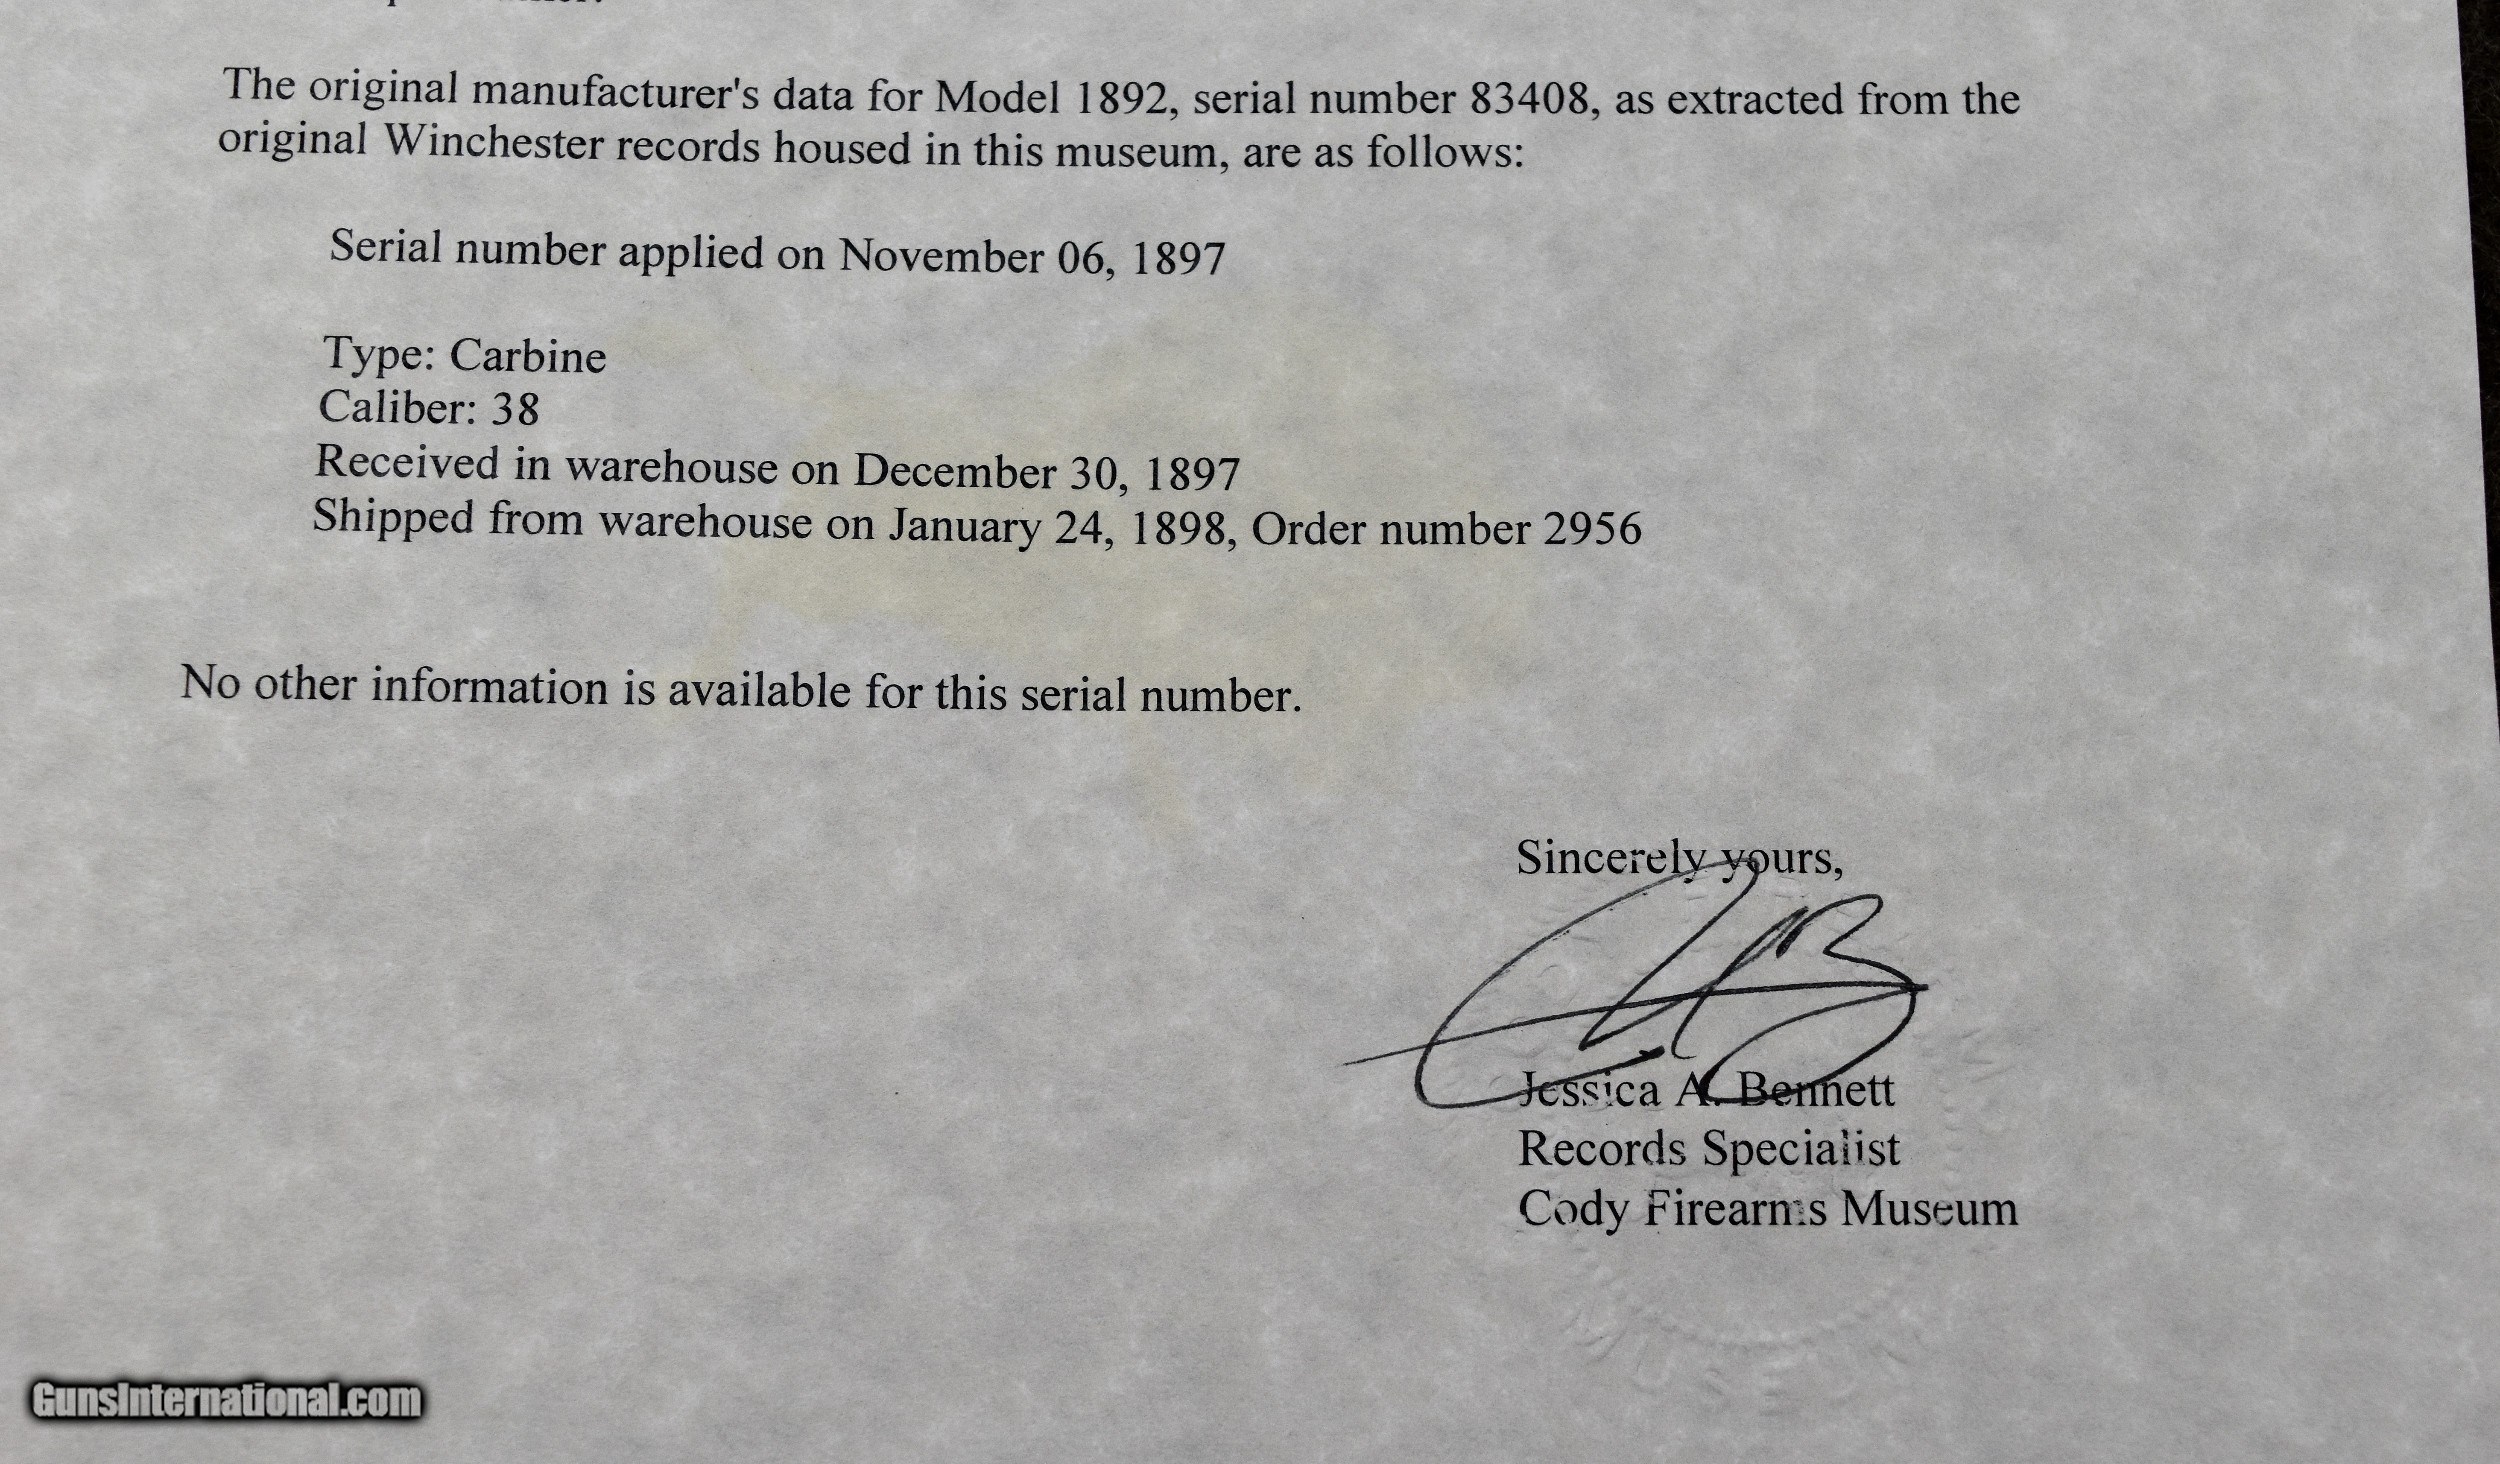 The original manufacturer's data for Model 1892, serial number 83408, as extracted from the
original Winchester records housed in this museum, are as follows:
Serial number applied on November 06, 1897
Type: Carbine
Caliber: 38
Received in warehouse on December 30, 1897
Shipped from warehouse on January 24, 1898, Order number 2956
No other information is available for this serial number.
Sincerely yours,
Jessica A. Bennett
Records Specialist
Cody Firearms Museum
GunsInternational.com